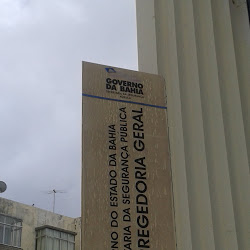 GOVERNO
DA BAHIA
NO DO ESTADO DA BAHIA
ARIA DA SEGURANÇA PÚBLICA
REGEDORIA GERAL